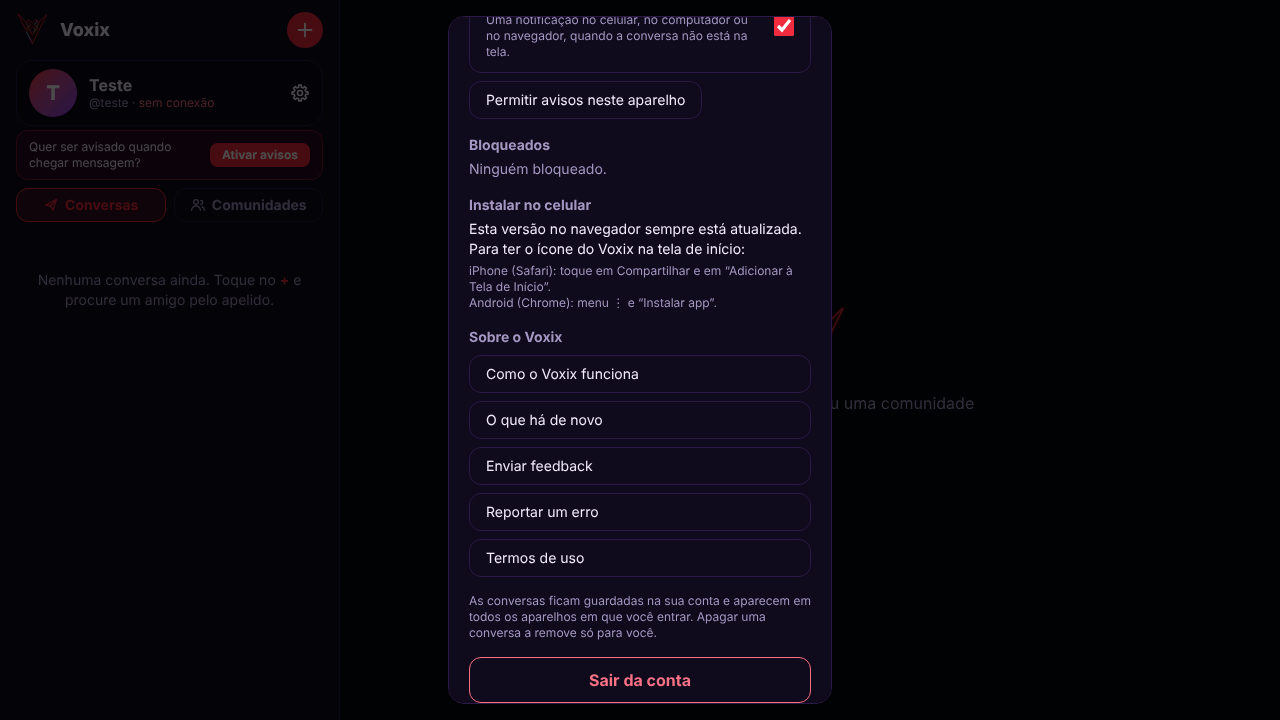 Voxix
T
Teste
@teste · sem conexão
Quer ser avisado quando
chegar mensagem?
Ativar avisos
Conversas
Comunidades
Nenhuma conversa ainda. Toque no + e
procure um amigo pelo apelido.
Uma notificação no celular, no computador ou
no navegador, quando a conversa não está na
tela.
Permitir avisos neste aparelho
Bloqueados
Ninguém bloqueado.
Instalar no celular
Esta versão no navegador sempre está atualizada.
Para ter o ícone do Voxix na tela de início:
iPhone (Safari): toque em Compartilhar e em “Adicionar à
Tela de Início”.
Android (Chrome): menu ⋮ e “Instalar app”.
Sobre o Voxix
Como o Voxix funciona
O que há de novo
Enviar feedback
Reportar um erro
Termos de uso
As conversas ficam guardadas na sua conta e aparecem em
todos os aparelhos em que você entrar. Apagar uma
conversa a remove só para você.
Sair da conta
uma comunidade